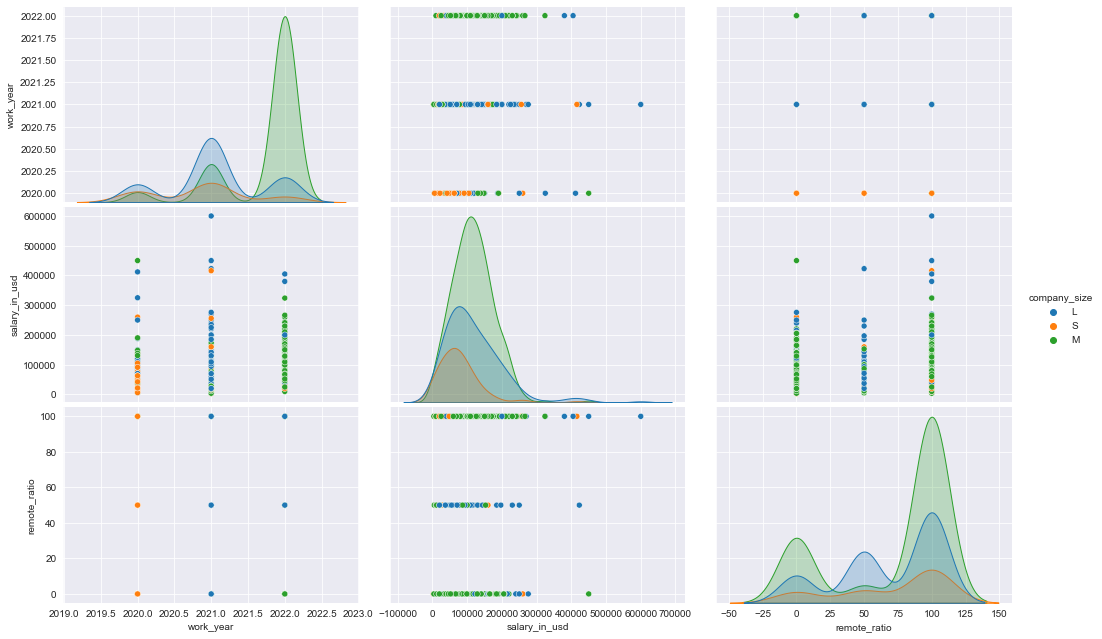 2022.00
2021.75
2021.50
2021.25
2021.00
2020.75
2020.50
2020.25
2020.00
work_year
600000
500000
400000
300000
200000
100000
0
salary_in_usd
company_size
L
S
M
100
80
60
40
20
0
remote_ratio
2019.0 2019.5 2020.0 2020.5 2021.0 2021.5 2022.0 2022.5 2023.0
work_year
−100000 0 100000 200000 300000 400000 500000 600000 700000
salary_in_usd
−50 −25 0 25 50 75 100 125 150
remote_ratio